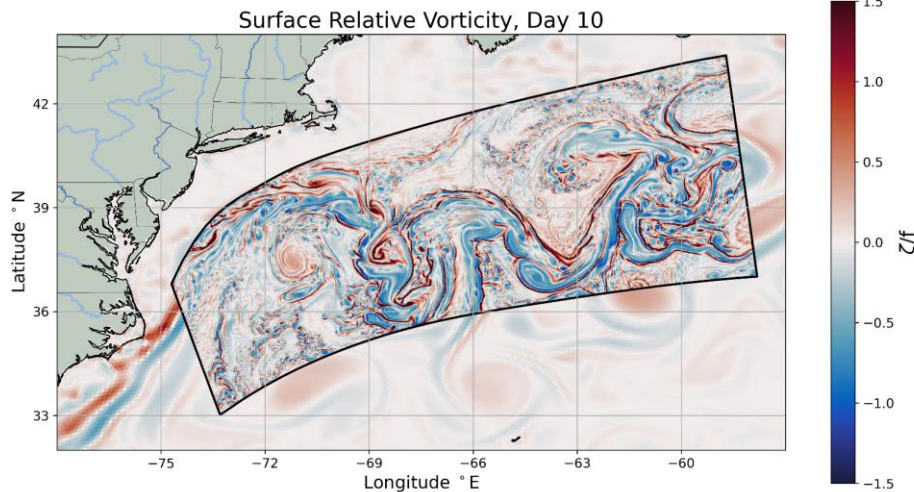 Surface Relative Vorticity, Day 10
1.5
1.0
0.5
0.0
−0.5
−1.0
−1.5
ζ/f
42
39
36
33
Latitude °N
−75 −72 −69 −66 −63 −60
Longitude °E